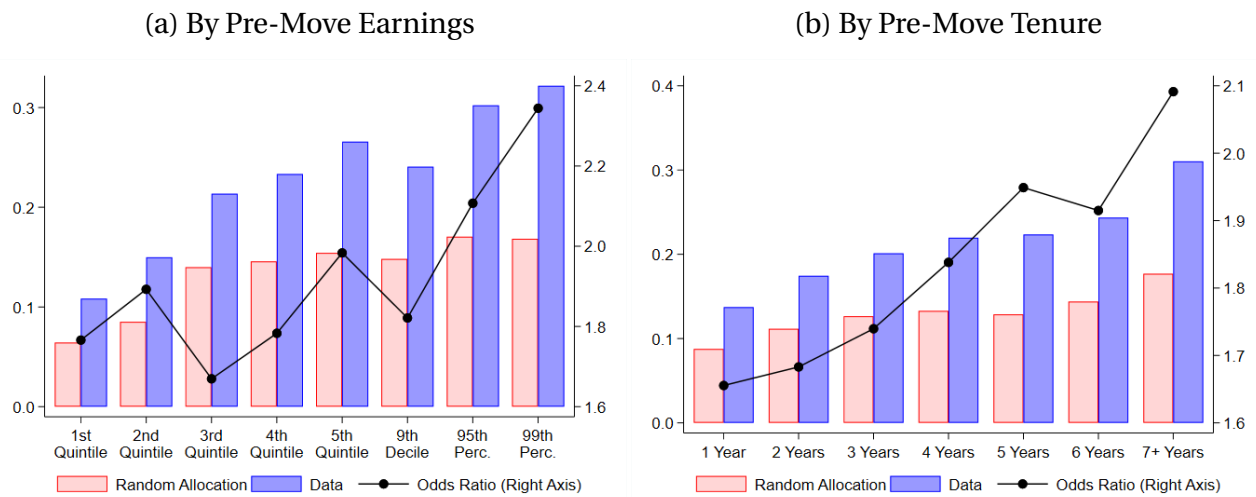 (a) By Pre-Move Earnings
0.3
0.2
0.1
0.0
2.4
2.2
2.0
1.8
1.6
1st Quintile
2nd Quintile
3rd Quintile
4th Quintile
5th Quintile
9th Decile
95th Perc.
99th Perc.
Random Allocation Data Odds Ratio (Right Axis)
(b) By Pre-Move Tenure
0.4
0.3
0.2
0.1
0.0
2.1
2.0
1.9
1.8
1.7
1.6
1 Year 2 Years 3 Years 4 Years 5 Years 6 Years 7+ Years
Random Allocation Data Odds Ratio (Right Axis)